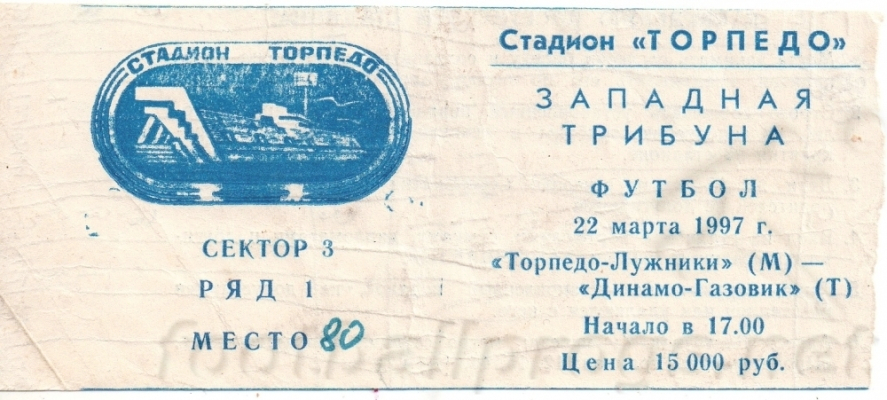 СТАДИОН ТОРПЕДО
СЕКТОР 3
РЯД 1
МЕСТО 80
Стадион «ТОРПЕДО»
ЗАПАДНАЯ
ТРИБУНА
ФУТБОЛ
22 марта 1997 г.
«Торпедо-Лужники» (М) —
«Динамо-Газовик» (Т)
Начало в 17.00
Цена 15 000 руб.